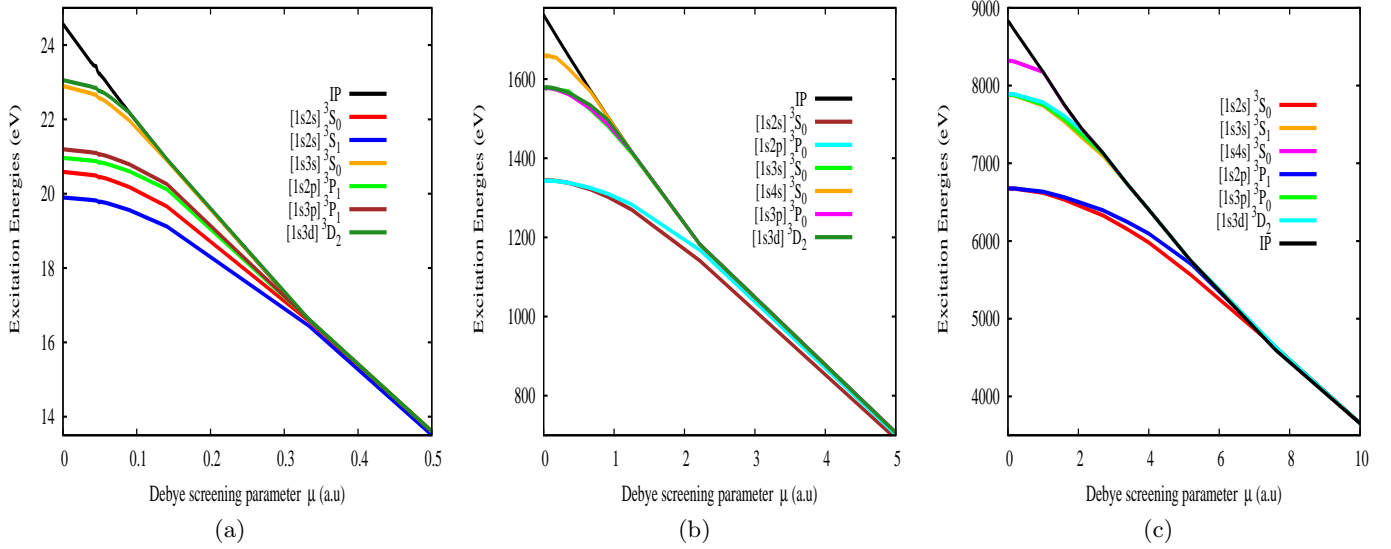 Excitation Energies (eV)
24
22
20
18
16
14
IP
[1s2s] ³S₀
[1s2s] ³S₁
[1s3s] ³S₀
[1s2p] ³P₁
[1s3p] ³P₁
[1s3d] ³D₂
0 0.1 0.2 0.3 0.4 0.5
Debye screening parameter μ (a.u)
(a)
Excitation Energies (eV)
1600
1400
1200
1000
800
IP
[1s2s] ³S₀
[1s2p] ³P₀
[1s3s] ³S₀
[1s4s] ³S₀
[1s3p] ³P₀
[1s3d] ³D₂
0 1 2 3 4 5
Debye screening parameter μ (a.u)
(b)
Excitation Energies (eV)
9000
8000
7000
6000
5000
4000
[1s2s] ³S₀
[1s3s] ³S₁
[1s4s] ³S₀
[1s2p] ³P₁
[1s3p] ³P₀
[1s3d] ³D₂
IP
0 2 4 6 8 10
Debye screening parameter μ (a.u)
(c)